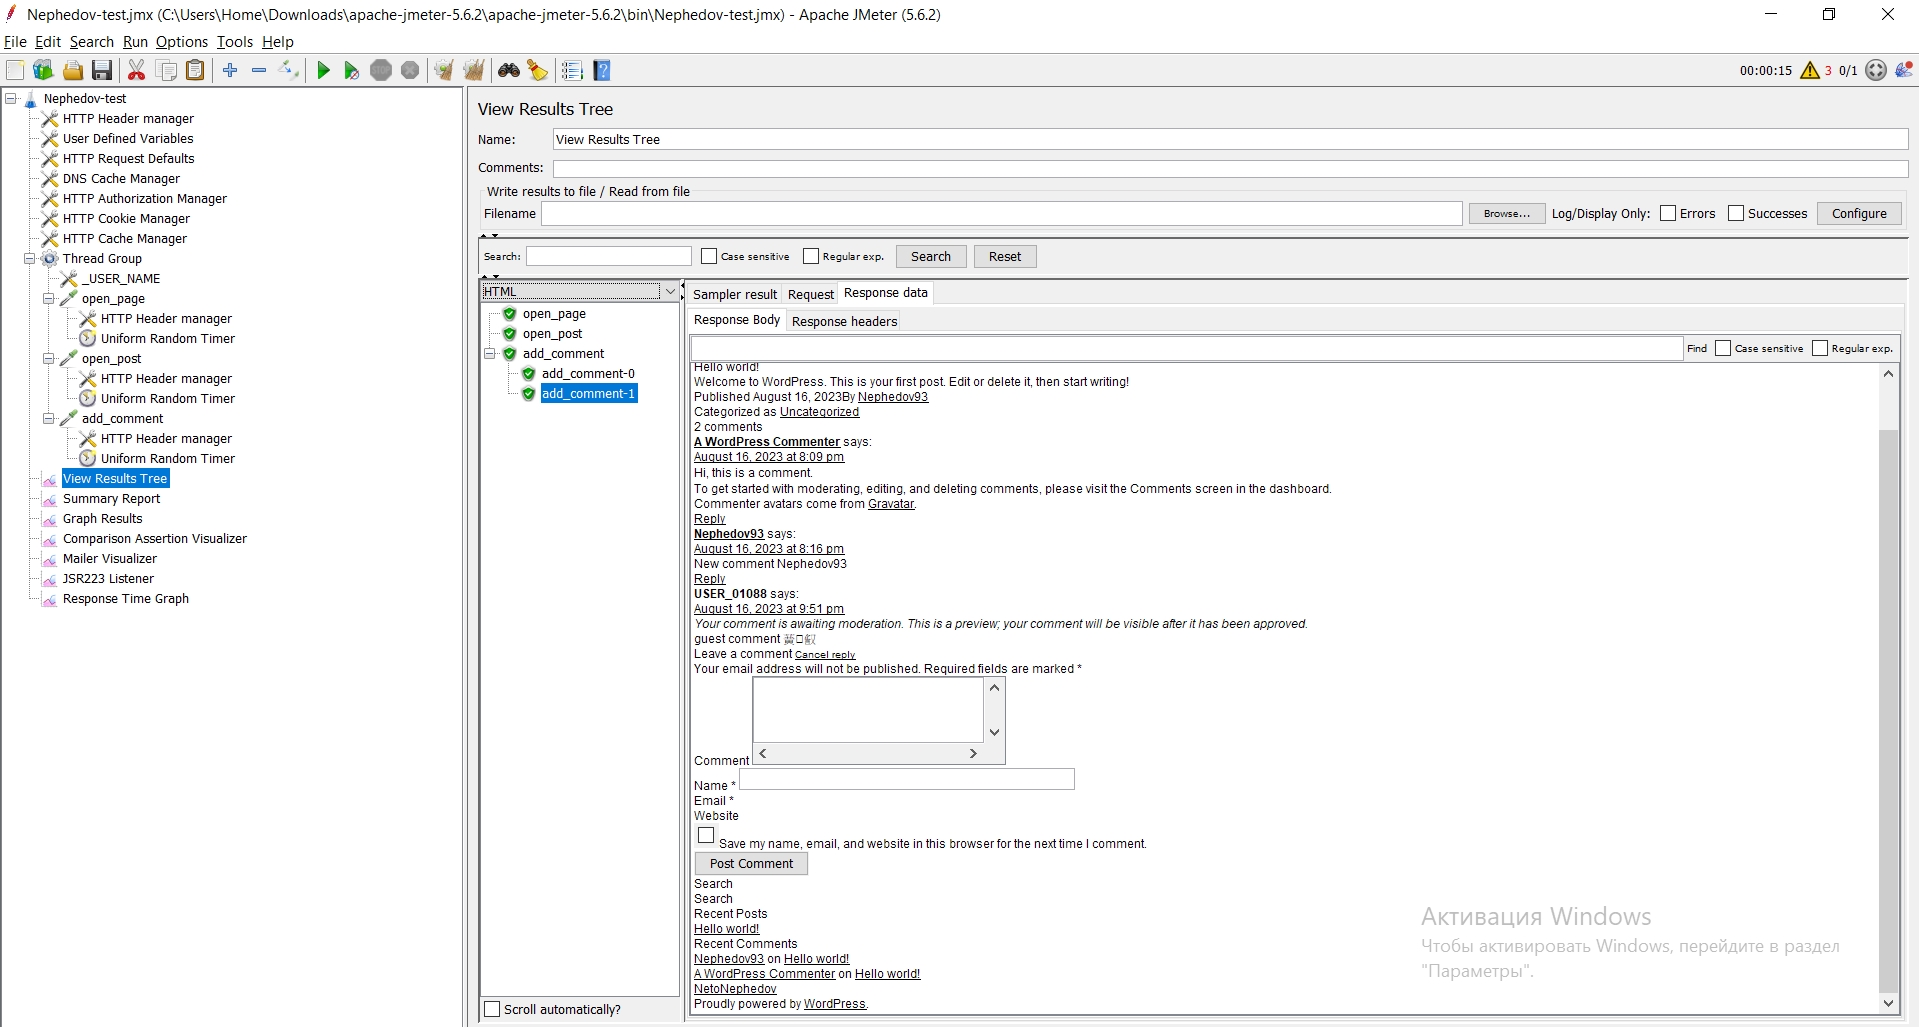 Nephedov-test.jmx (C:\Users\Home\Downloads\apache-jmeter-5.6.2\apache-jmeter-5.6.2\bin\Nephedov-test.jmx) - Apache JMeter (5.6.2)
File Edit Search Run Options Tools Help
STOP
00:00:15 3 0/1
Nephedov-test
HTTP Header manager
User Defined Variables
HTTP Request Defaults
DNS Cache Manager
HTTP Authorization Manager
HTTP Cookie Manager
HTTP Cache Manager
Thread Group
_USER_NAME
open_page
HTTP Header manager
Uniform Random Timer
open_post
HTTP Header manager
Uniform Random Timer
add_comment
HTTP Header manager
Uniform Random Timer
View Results Tree
Summary Report
Graph Results
Comparison Assertion Visualizer
Mailer Visualizer
JSR223 Listener
Response Time Graph
View Results Tree
Name: View Results Tree
Comments:
Write results to file / Read from file
Filename Browse... Log/Display Only: Errors Successes Configure
Search: Case sensitive Regular exp. Search Reset
HTML
open_page
open_post
add_comment
add_comment-0
add_comment-1
Scroll automatically?
Sampler result Request Response data
Response Body Response headers
Find Case sensitive Regular exp.
Hello world!
Welcome to WordPress. This is your first post. Edit or delete it, then start writing!
Published August 16, 2023By Nephedov93
Categorized as Uncategorized
2 comments
A WordPress Commenter says:
August 16, 2023 at 8:09 pm
Hi, this is a comment.
To get started with moderating, editing, and deleting comments, please visit the Comments screen in the dashboard.
Commenter avatars come from Gravatar.
Reply
Nephedov93 says:
August 16, 2023 at 8:16 pm
New comment Nephedov93
Reply
USER_01088 says:
August 16, 2023 at 9:51 pm
Your comment is awaiting moderation. This is a preview; your comment will be visible after it has been approved.
guest comment
Leave a comment Cancel reply
Your email address will not be published. Required fields are marked *
Comment
Name *
Email *
Website
Save my name, email, and website in this browser for the next time I comment.
Post Comment
Search
Search
Recent Posts
Hello world!
Recent Comments
Nephedov93 on Hello world!
A WordPress Commenter on Hello world!
NetoNephedov
Proudly powered by WordPress.
Активация Windows
Чтобы активировать Windows, перейдите в раздел
"Параметры".